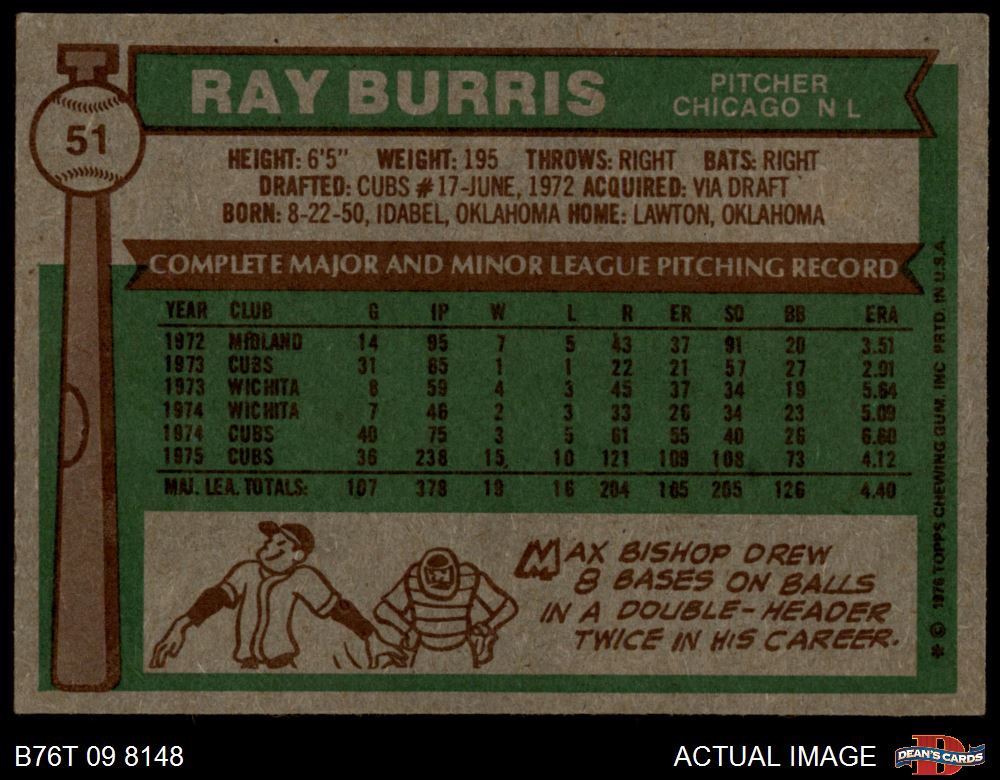 51
RAY BURRIS
PITCHER
CHICAGO N L
HEIGHT: 6'5" WEIGHT: 195 THROWS: RIGHT BATS: RIGHT
DRAFTED: CUBS #17-JUNE, 1972 ACQUIRED: VIA DRAFT
BORN: 8-22-50, IDABEL, OKLAHOMA HOME: LAWTON, OKLAHOMA
COMPLETE MAJOR AND MINOR LEAGUE PITCHING RECORD
YEAR CLUB G IP W L R ER SO BB ERA
1972 MIDLAND 14 95 7 5 43 37 91 20 3.51
1973 CUBS 31 65 1 1 22 21 57 27 2.91
1973 WICHITA 8 59 4 3 45 37 34 19 5.64
1974 WICHITA 7 46 2 3 33 26 34 23 5.09
1974 CUBS 40 75 3 5 61 55 40 26 6.60
1975 CUBS 36 238 15 10 121 109 108 73 4.12
MAJ. LEA. TOTALS: 107 378 19 16 204 185 205 126 4.40
MAX BISHOP DREW
8 BASES ON BALLS
IN A DOUBLE-HEADER
TWICE IN HIS CAREER.
* © 1976 TOPPS CHEWING GUM, INC PRTD. IN U.S.A.
B76T 09 8148
ACTUAL IMAGE
D
DEAN'S CARDS